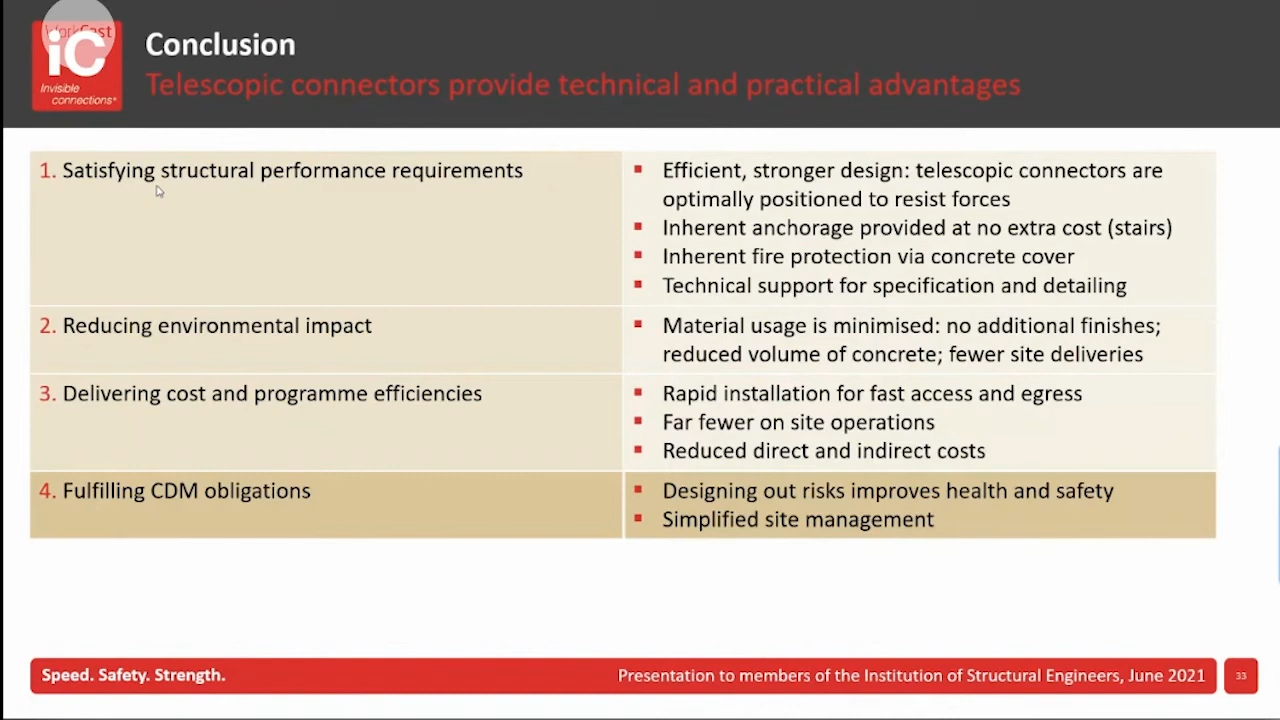 WorkCast
iC
Invisible
connections®
Conclusion
Telescopic connectors provide technical and practical advantages
1. Satisfying structural performance requirements
▪ Efficient, stronger design: telescopic connectors are
optimally positioned to resist forces
▪ Inherent anchorage provided at no extra cost (stairs)
▪ Inherent fire protection via concrete cover
▪ Technical support for specification and detailing
2. Reducing environmental impact
▪ Material usage is minimised: no additional finishes;
reduced volume of concrete; fewer site deliveries
3. Delivering cost and programme efficiencies
▪ Rapid installation for fast access and egress
▪ Far fewer on site operations
▪ Reduced direct and indirect costs
4. Fulfilling CDM obligations
▪ Designing out risks improves health and safety
▪ Simplified site management
Speed. Safety. Strength.
Presentation to members of the Institution of Structural Engineers, June 2021
33